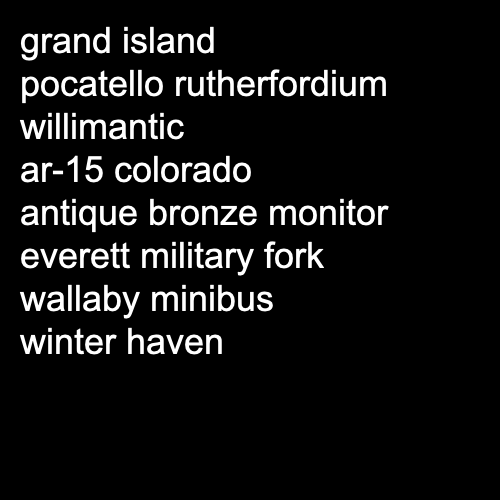 grand island
pocatello rutherfordium
willimantic
ar-15 colorado
antique bronze monitor
everett military fork
wallaby minibus
winter haven